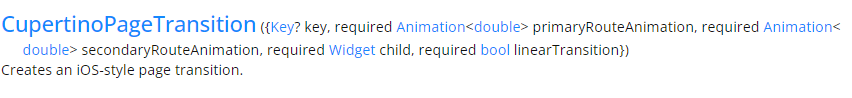 CupertinoPageTransition ({Key? key, required Animation<double> primaryRouteAnimation, required Animation<
double> secondaryRouteAnimation, required Widget child, required bool linearTransition})
Creates an iOS-style page transition.